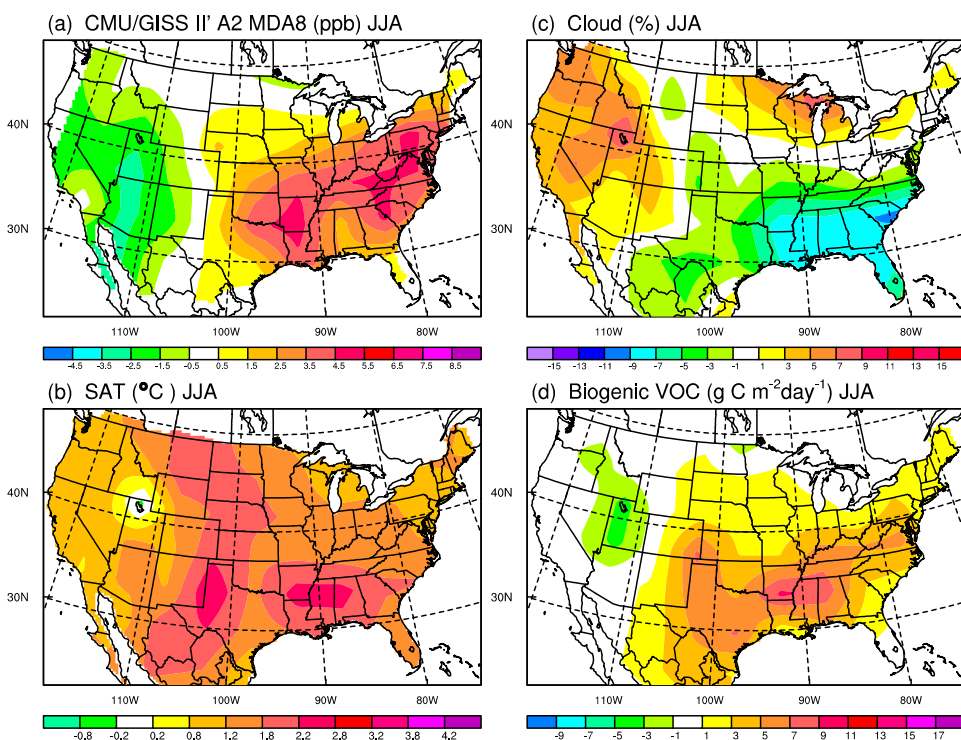 (a) CMU/GISS II' A2 MDA8 (ppb) JJA
40N
30N
110W 100W 90W 80W
-4.5 -3.5 -2.5 -1.5 -0.5 0.5 1.5 2.5 3.5 4.5 5.5 6.5 7.5 8.5
(c) Cloud (%) JJA
40N
30N
110W 100W 90W 80W
-15 -13 -11 -9 -7 -5 -3 -1 1 3 5 7 9 11 13 15
(b) SAT (°C ) JJA
40N
30N
110W 100W 90W 80W
-0.8 -0.2 0.2 0.8 1.2 1.8 2.2 2.8 3.2 3.8 4.2
(d) Biogenic VOC (g C m⁻²day⁻¹) JJA
40N
30N
110W 100W 90W 80W
-9 -7 -5 -3 -1 1 3 5 7 9 11 13 15 17